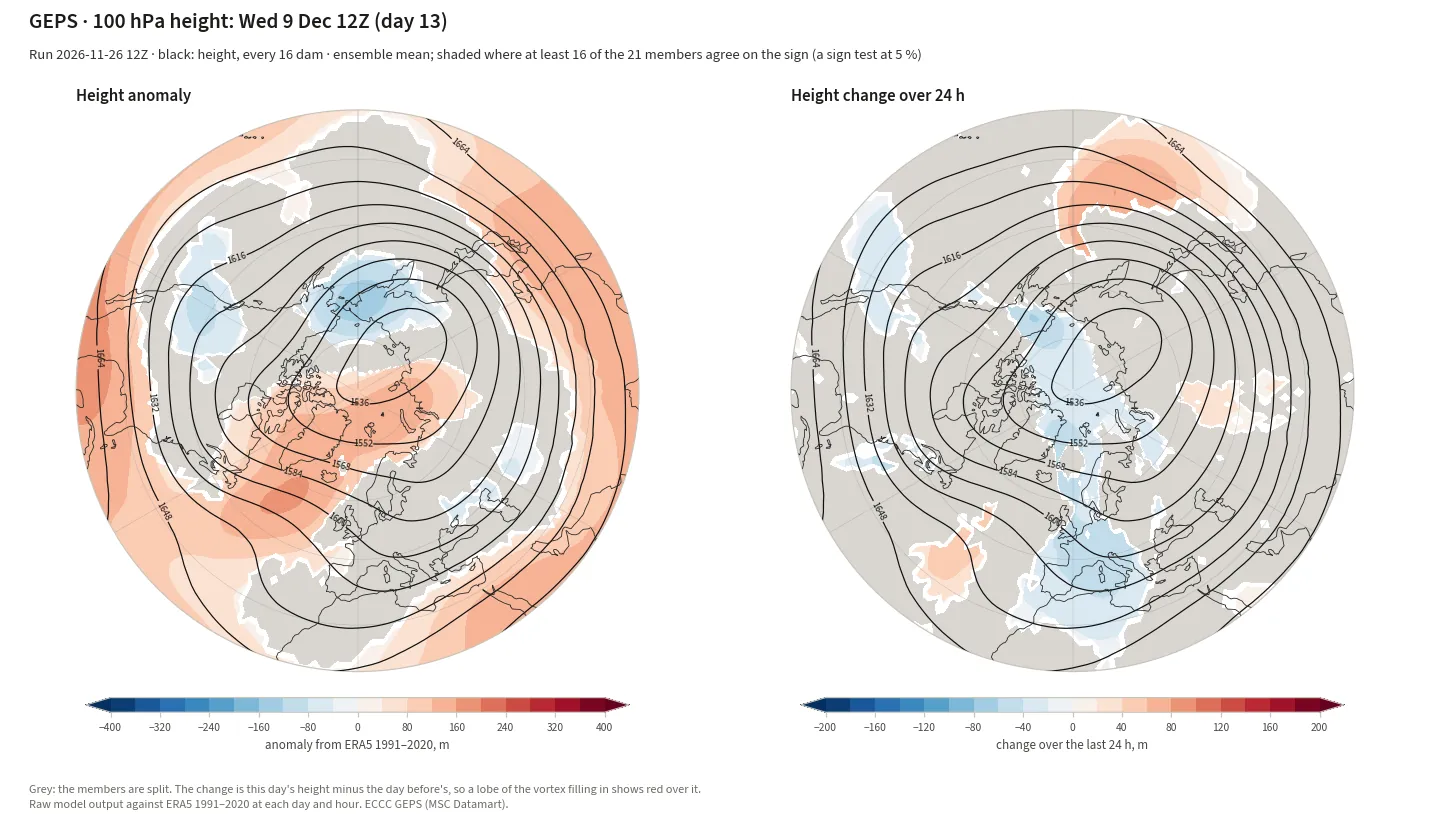 GEPS · 100 hPa height: Wed 9 Dec 12Z (day 13)
Run 2026-11-26 12Z · black: height, every 16 dam · ensemble mean; shaded where at least 16 of the 21 members agree on the sign (a sign test at 5 %)
Height anomaly
Height change over 24 h
1664
1616
1664
1632
1536
1552
1568
1584
1648
1664
1616
1664
1632
1536
1552
1568
1584
1648
−400 −320 −240 −160 −80 0 80 160 240 320 400
anomaly from ERA5 1991–2020, m
−200 −160 −120 −80 −40 0 40 80 120 160 200
change over the last 24 h, m
Grey: the members are split. The change is this day's height minus the day before's, so a lobe of the vortex filling in shows red over it.
Raw model output against ERA5 1991–2020 at each day and hour. ECCC GEPS (MSC Datamart).